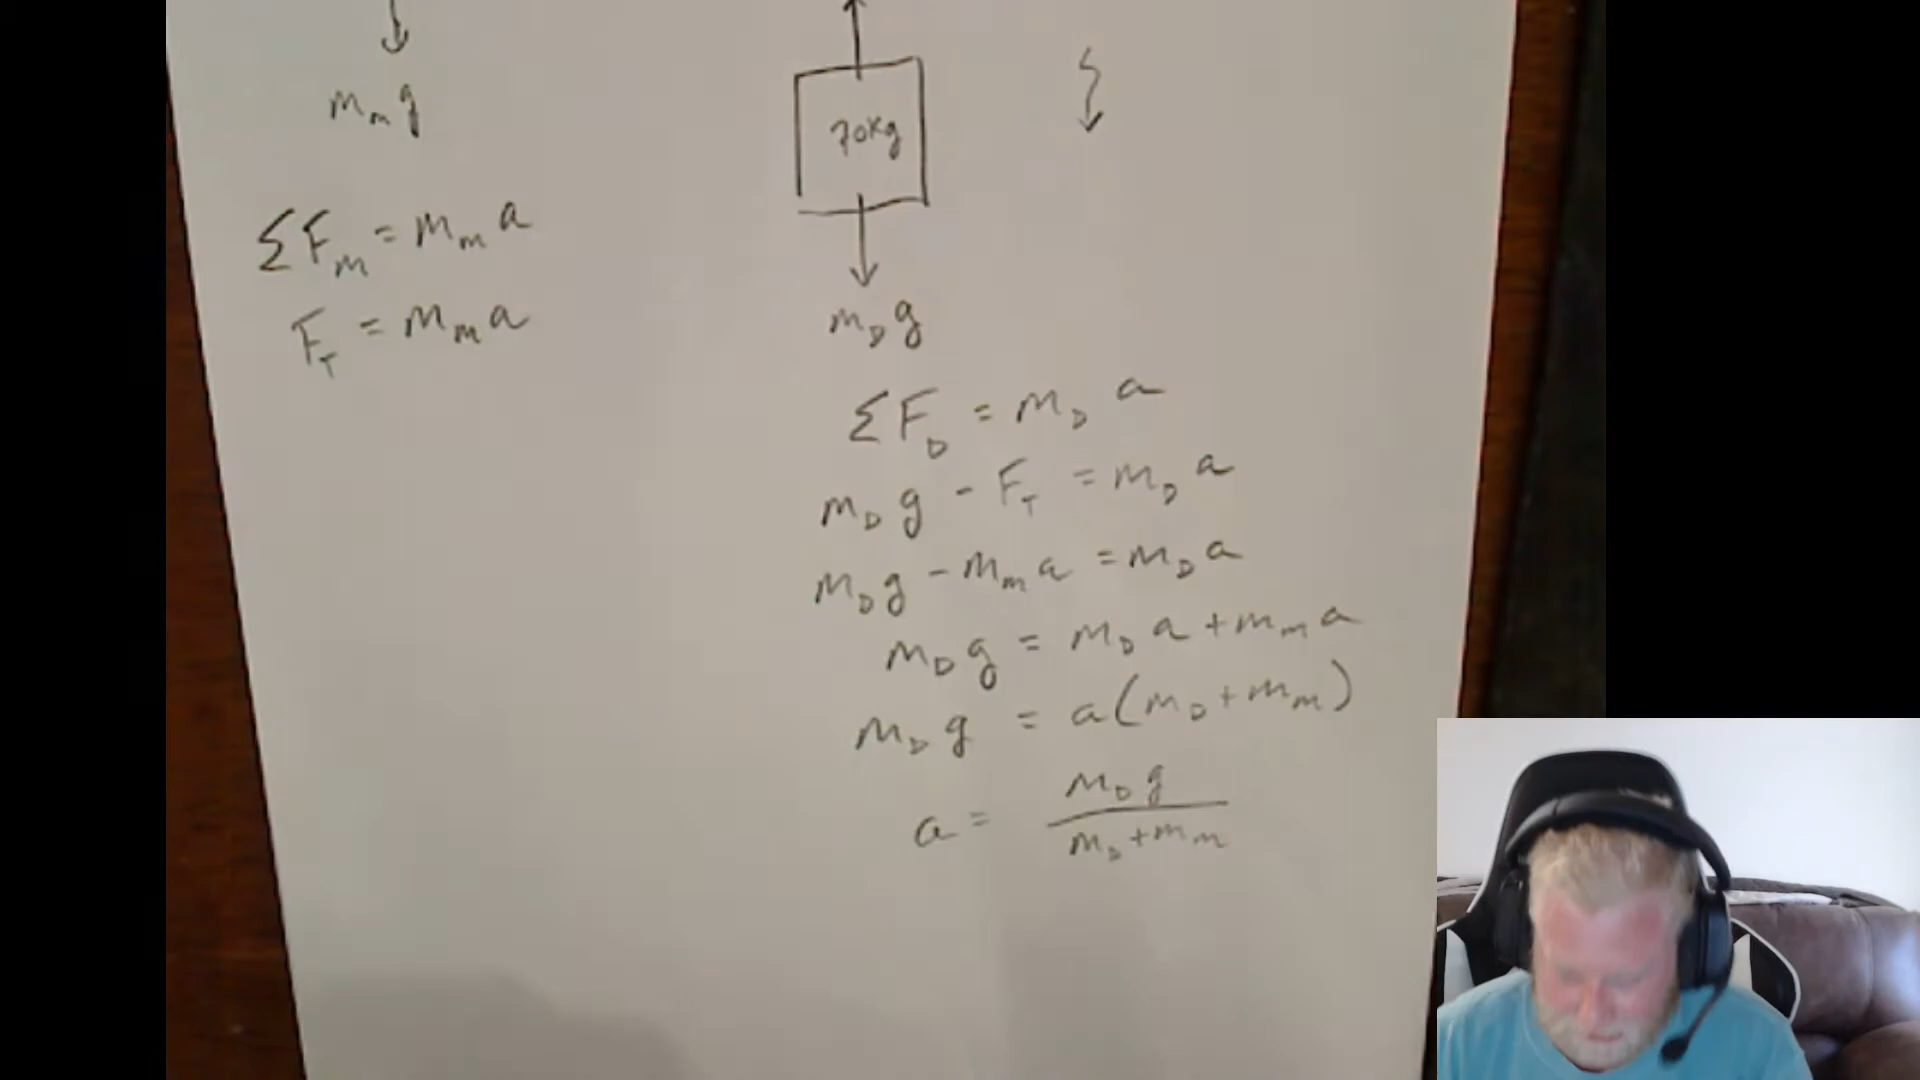 m_m g
70kg
ΣF_m = m_m a
F_T = m_m a
m_D g
ΣF_D = m_D a
m_D g - F_T = m_D a
m_D g - m_m a = m_D a
m_D g = m_D a + m_m a
m_D g = a(m_D + m_m)
a = m_D g / m_D + m_m